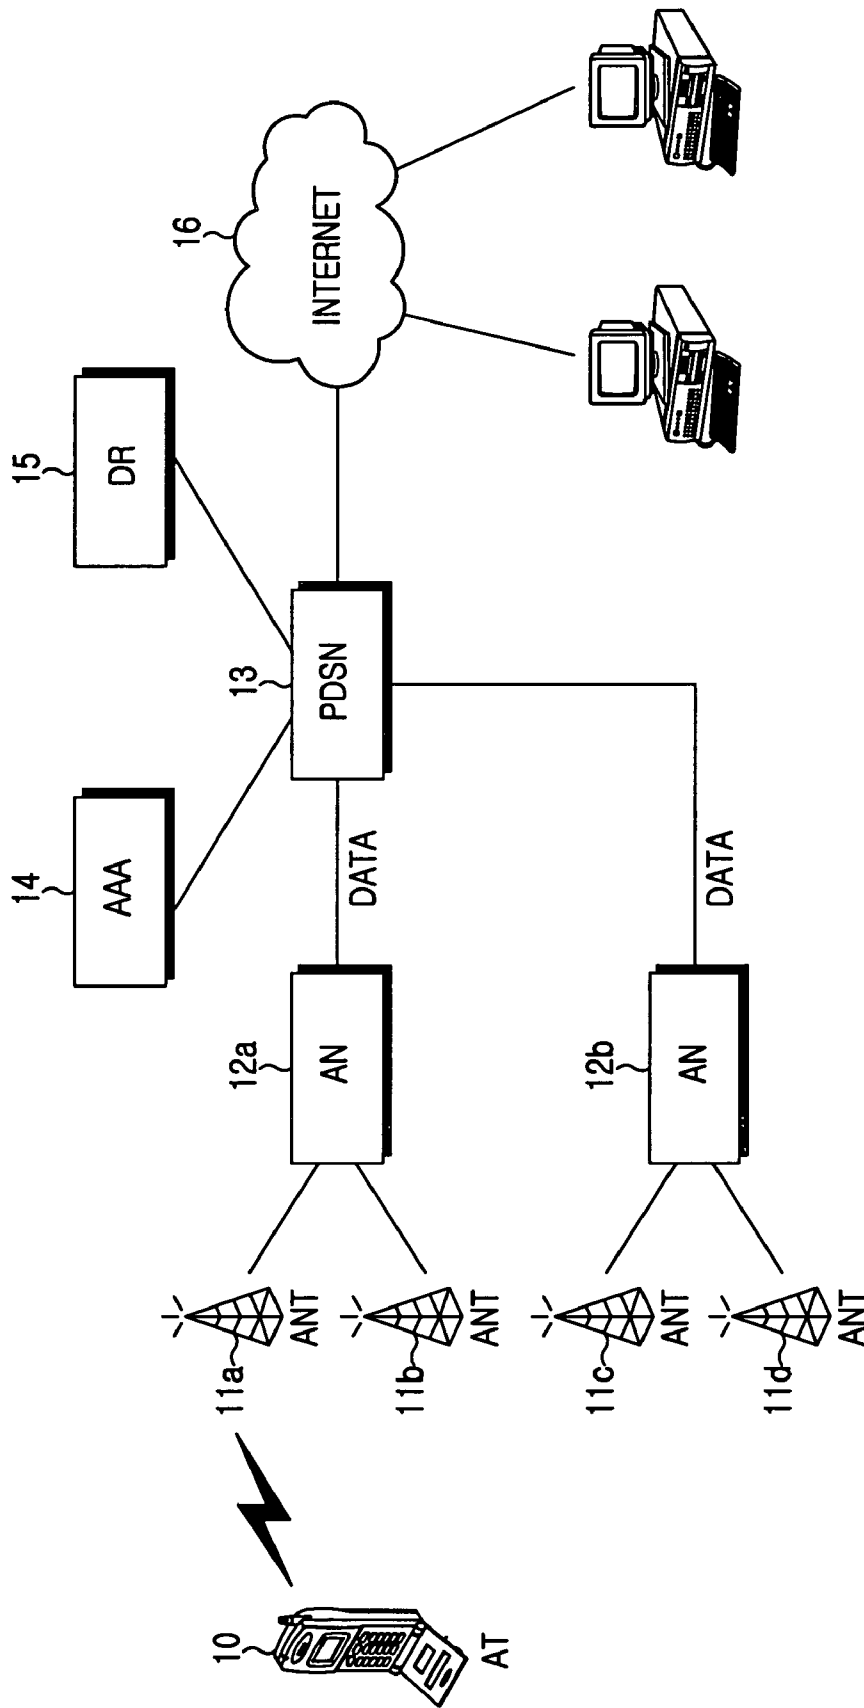 14
AAA
15
DR
16
INTERNET
10
AT
11a
ANT
11b
ANT
12a
AN
DATA
13
PDSN
11c
ANT
11d
ANT
12b
AN
DATA